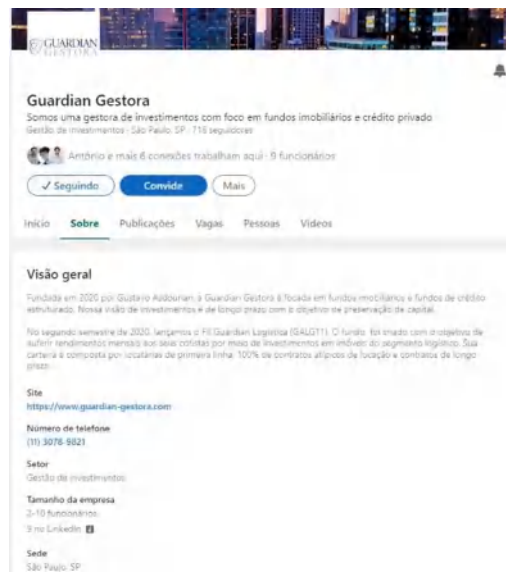 GUARDIAN
GESTORA
Guardian Gestora
Somos uma gestora de investimentos com foco em fundos imobiliários e crédito privado
Gestão de investimentos · São Paulo, SP · 716 seguidores
Antônio e mais 6 conexões trabalham aqui · 9 funcionários
✓ Seguindo Convide Mais
Início Sobre Publicações Vagas Pessoas Vídeos
Visão geral
Fundada em 2020 por Gustavo Asdourian, a Guardian Gestora é focada em fundos imobiliários e fundos de crédito
estruturado. Nossa visão de investimentos é de longo prazo com o objetivo de preservação de capital.
No segundo semestre de 2020, lançamos o FII Guardian Logística (GALG11). O fundo foi criado com o objetivo de
auferir rendimentos mensais aos seus cotistas por meio de investimentos em imóveis do segmento logístico. Sua
carteira é composta por locatárias de primeira linha, 100% de contratos atípicos de locação e contratos de longo
prazo.
Site
https://www.guardian-gestora.com
Número de telefone
(11) 3078-9821
Setor
Gestão de investimentos
Tamanho da empresa
2-10 funcionários
9 no LinkedIn
Sede
São Paulo, SP